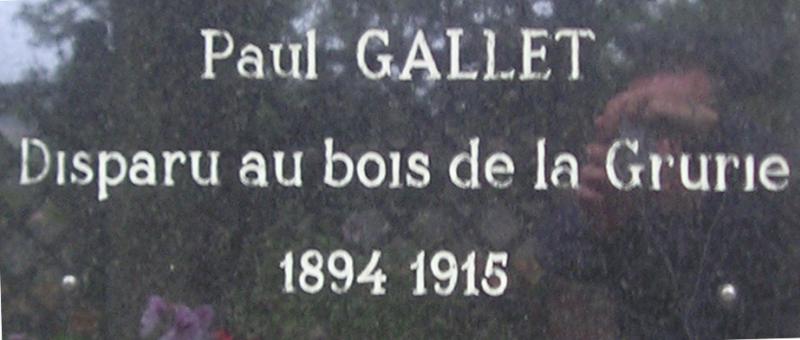 Paul GALLET
Disparu au bois de la Grurie
1894 1915